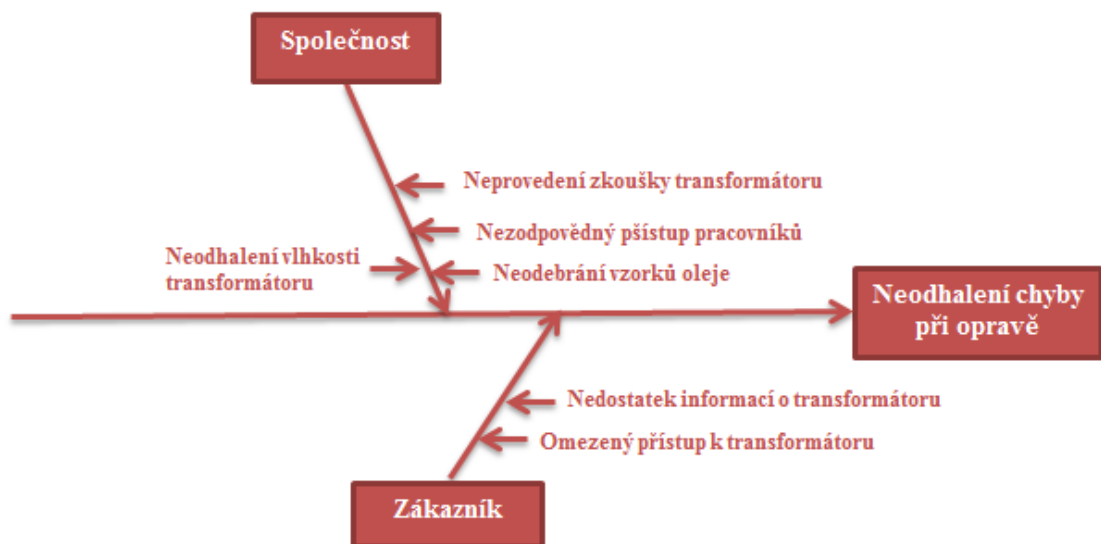 Společnost
Neprovedení zkoušky transformátoru
Nezodpovědný pšístup pracovníků
Neodhalení vlhkosti
transformátoru
Neodebrání vzorků oleje
Neodhalení chyby
při opravě
Nedostatek informací o transformátoru
Omezený přístup k transformátoru
Zákazník